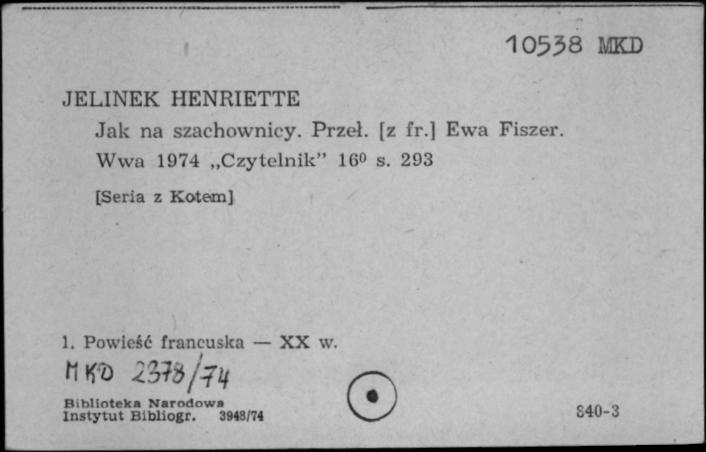 10538 MKD
JELINEK HENRIETTE
Jak na szachownicy. Przeł. [z fr.] Ewa Fiszer.
Wwa 1974 „Czytelnik” 16⁰ s. 293
[Seria z Kotem]
1. Powieść francuska — XX w.
MKD 2378/74
Biblioteka Narodowa
Instytut Bibliogr. 3948/74
840-3